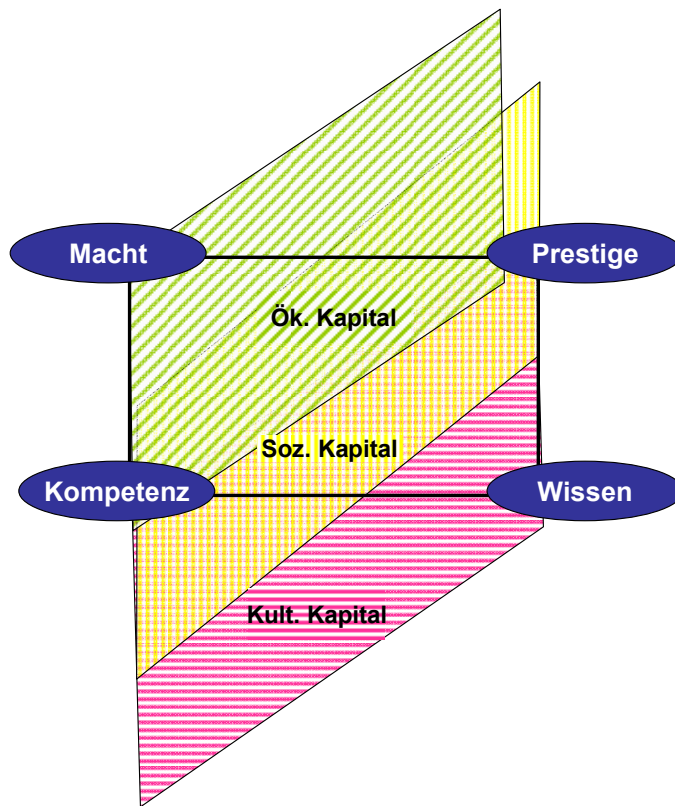 Macht
Prestige
Ök. Kapital
Soz. Kapital
Kompetenz
Wissen
Kult. Kapital